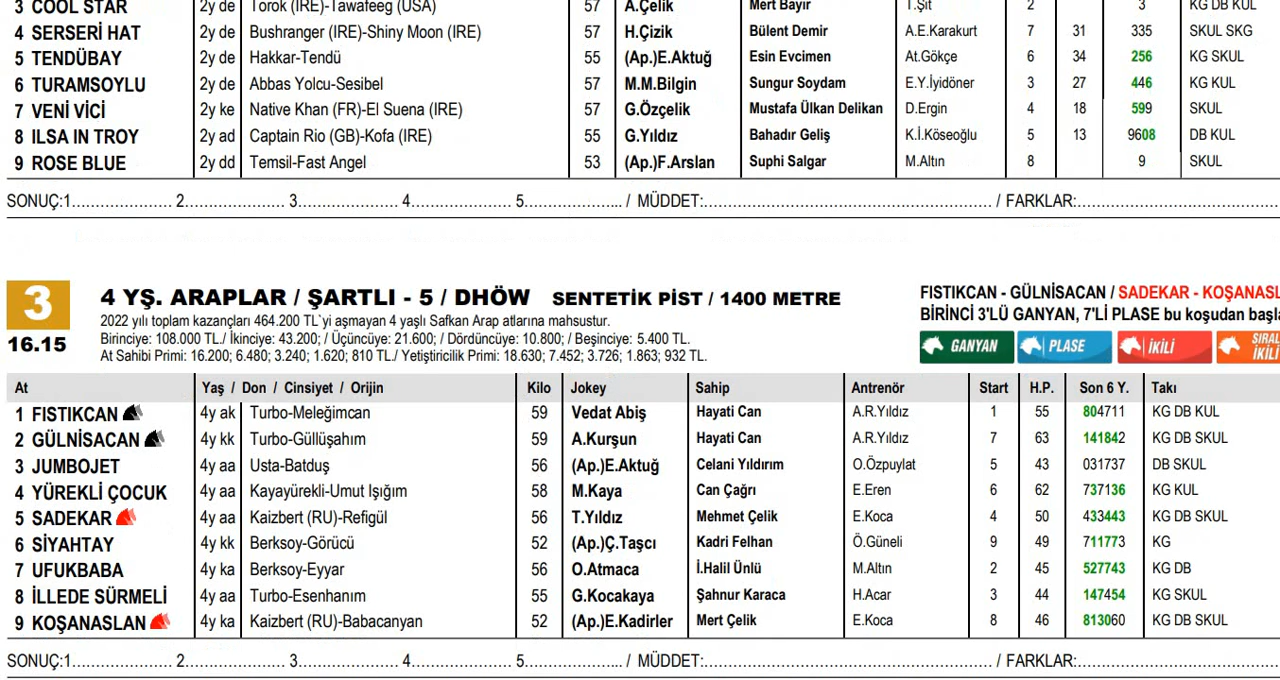 3 COOL STAR 2y de Torok (IRE)-Tawafeeg (USA) 57 A.Çelik Mert Bayır T.Şit 2 3 KG DB KUL
4 SERSERİ HAT 2y de Bushranger (IRE)-Shiny Moon (IRE) 57 H.Çizik Bülent Demir A.E.Karakurt 7 31 335 SKUL SKG
5 TENDÜBAY 2y de Hakkar-Tendü 55 (Ap.)E.Aktuğ Esin Evcimen At.Gökçe 6 34 256 KG SKUL
6 TURAMSOYLU 2y de Abbas Yolcu-Sesibel 55 M.M.Bilgin Sungur Soydam E.Y.İyidöner 3 27 446 KG KUL
7 VENİ VİCİ 2y ke Native Khan (FR)-El Suena (IRE) 57 G.Özçelik Mustafa Ülkan Delikan D.Ergin 4 18 599 SKUL
8 ILSA IN TROY 2y ad Captain Rio (GB)-Kofa (IRE) 55 G.Yıldız Bahadır Geliş K.İ.Köseoğlu 5 13 9608 DB KUL
9 ROSE BLUE 2y dd Temsil-Fast Angel 53 (Ap.)F.Arslan Suphi Salgar M.Altın 8 9 SKUL
SONUÇ:1..................... 2..................... 3..................... 4..................... 5..................... / MÜDDET:............................................................ / FARKLAR:..........................................
3
16.15
4 YŞ. ARAPLAR / ŞARTLI - 5 / DHÖW SENTETİK PİST / 1400 METRE
2022 yılı toplam kazançları 464.200 TL`yi aşmayan 4 yaşlı Safkan Arap atlarına mahsustur.
Birinciye: 108.000 TL./ İkinciye: 43.200; / Üçüncüye: 21.600; / Dördüncüye: 10.800; / Beşinciye: 5.400 TL.
At Sahibi Primi: 16.200; 6.480; 3.240; 1.620; 810 TL./ Yetiştiricilik Primi: 18.630; 7.452; 3.726; 1.863; 932 TL.
FISTIKCAN - GÜLNİSACAN / SADEKAR - KOŞANASL
BİRİNCİ 3'LÜ GANYAN, 7'Lİ PLASE bu koşudan başla
GANYAN PLASE İKİLİ SIRAL İKİLİ
At Yaş / Don / Cinsiyet / Orijin Kilo Jokey Sahip Antrenör Start H.P. Son 6 Y. Takı
1 FISTIKCAN 4y ak Turbo-Meleğimcan 59 Vedat Abiş Hayati Can A.R.Yıldız 1 55 804711 KG DB KUL
2 GÜLNİSACAN 4y kk Turbo-Güllüşahım 59 A.Kurşun Hayati Can A.R.Yıldız 7 63 141842 KG DB SKUL
3 JUMBOJET 4y aa Usta-Batduş 56 (Ap.)E.Aktuğ Celani Yıldırım O.Özpuylat 5 43 031737 DB SKUL
4 YÜREKLİ ÇOCUK 4y aa Kayayürekli-Umut Işığım 58 M.Kaya Can Çağrı E.Eren 6 62 737136 KG KUL
5 SADEKAR 4y aa Kaizbert (RU)-Refigül 56 T.Yıldız Mehmet Çelik E.Koca 4 50 433443 KG DB SKUL
6 SİYAHTAY 4y kk Berksoy-Görücü 52 (Ap.)Ç.Taşcı Kadri Felhan Ö.Güneli 9 49 711773 KG
7 UFUKBABA 4y ka Berksoy-Eyyar 56 O.Atmaca İ.Halil Ünlü M.Altın 2 45 527743 KG DB
8 İLLEDE SÜRMELİ 4y aa Turbo-Esenhanım 55 G.Kocakaya Şahnur Karaca H.Acar 3 44 147454 KG SKUL
9 KOŞANASLAN 4y ka Kaizbert (RU)-Babacanyan 52 (Ap.)E.Kadirler Mert Çelik E.Koca 8 46 813060 KG DB SKUL
SONUÇ:1..................... 2..................... 3..................... 4..................... 5..................... / MÜDDET:............................................................ / FARKLAR:..........................................